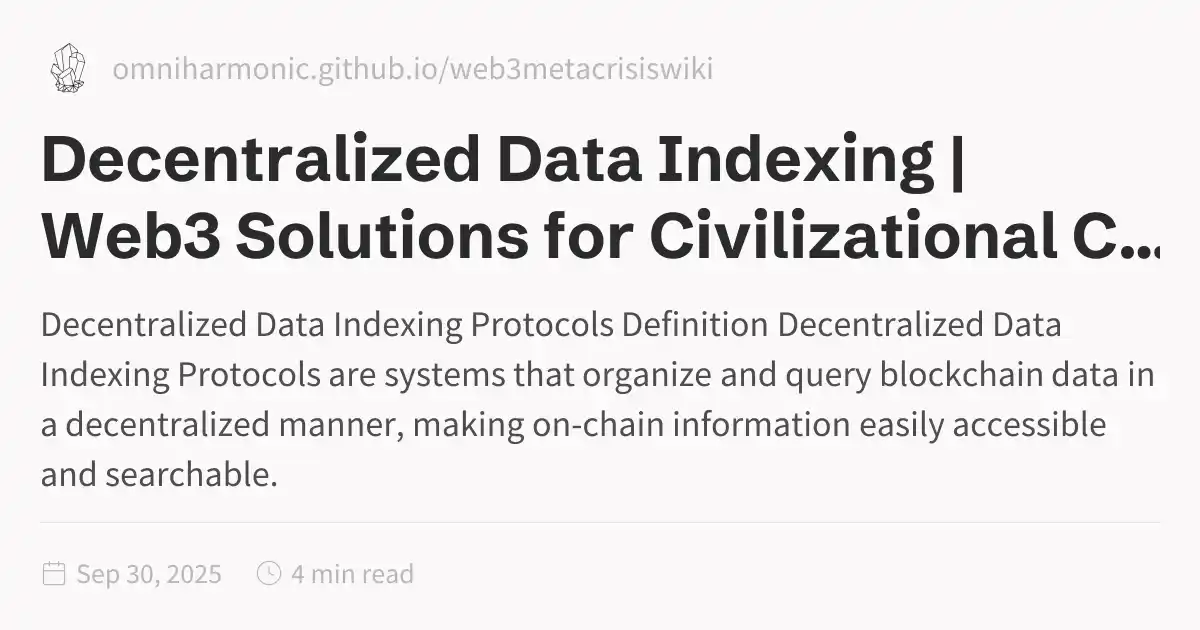 omniharmonic.github.io/web3metacrisiswiki
Decentralized Data Indexing |
Web3 Solutions for Civilizational C...
Decentralized Data Indexing Protocols Definition Decentralized Data
Indexing Protocols are systems that organize and query blockchain data in
a decentralized manner, making on-chain information easily accessible
and searchable.
Sep 30, 2025 4 min read